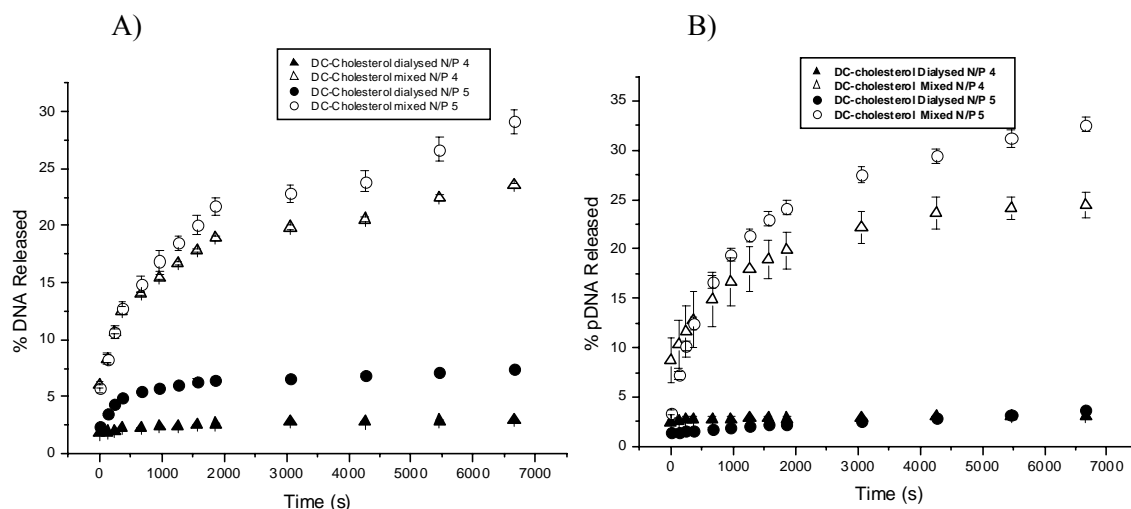 A)
DC-Cholesterol dialysed N/P 4
DC-Cholesterol mixed N/P 4
DC-Cholesterol dialysed N/P 5
DC-Cholesterol mixed N/P 5
% DNA Released
30
25
20
15
10
5
0
0 1000 2000 3000 4000 5000 6000 7000
Time (s)
B)
DC-cholesterol Dialysed N/P 4
DC-cholesterol Mixed N/P 4
DC-cholesterol Dialysed N/P 5
DC-cholesterol Mixed N/P 5
% pDNA Released
35
30
25
20
15
10
5
0
0 1000 2000 3000 4000 5000 6000 7000
Time (s)